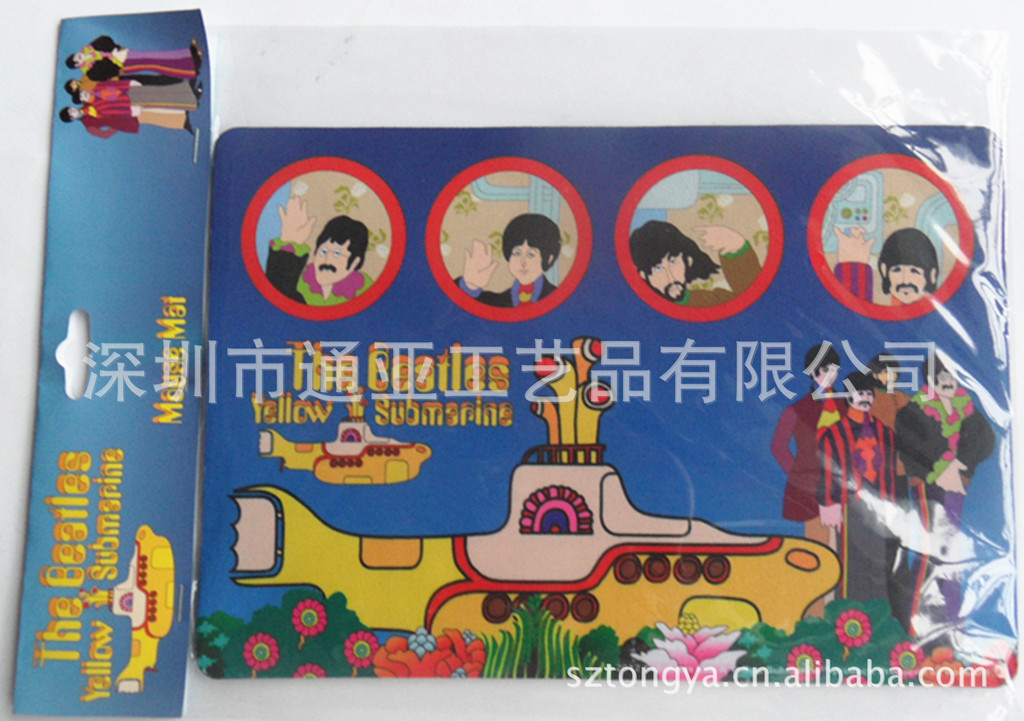 The Beatles
Yellow Submarine
Mouse Mat
深圳市通亚工艺品有限公司
The Beatles
Yellow Submarine
sztongya.cn.alibaba.com